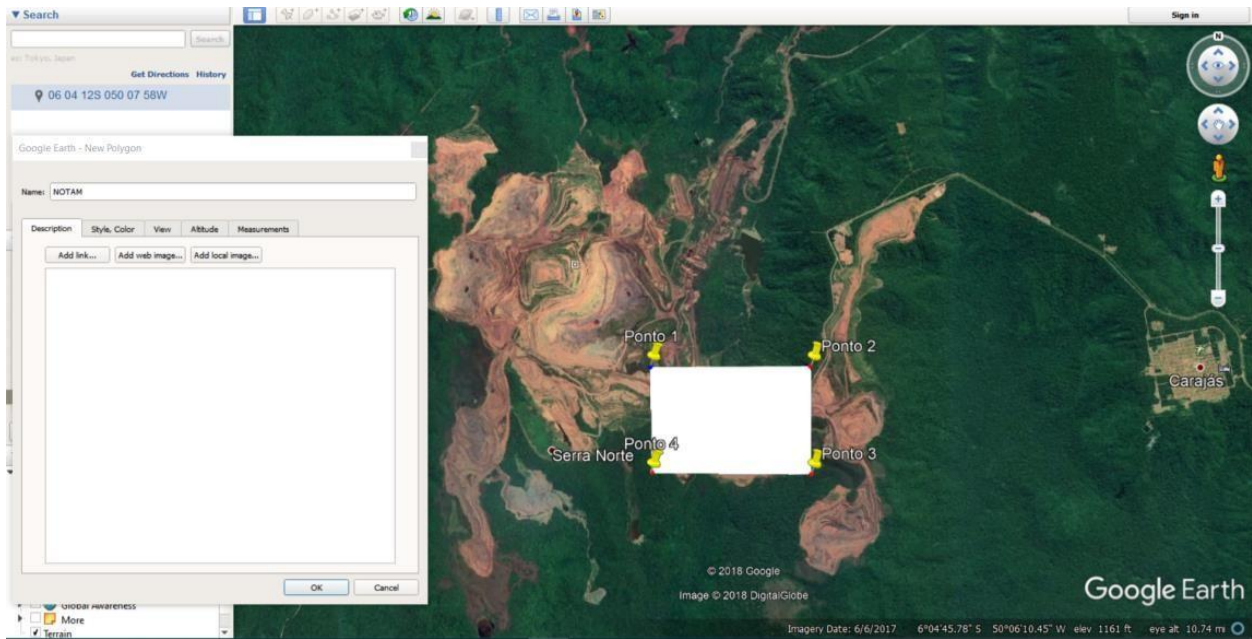 ▼ Search
Sign in
Search
ex: Tokyo, Japan
Get Directions History
06 04 12S 050 07 58W
N
Google Earth - New Polygon
Name: NOTAM
Description Style, Color View Altitude Measurements
Add link... Add web image... Add local image...
Ponto 1
Ponto 2
Carajás
Ponto 4
Serra Norte
Ponto 3
OK Cancel
© 2018 Google
Image © 2018 DigitalGlobe
Google Earth
Global Awareness
More
Terrain
Imagery Date: 6/6/2017 6°04'45.78" S 50°06'10.45" W elev 1161 ft eye alt 10.74 mi